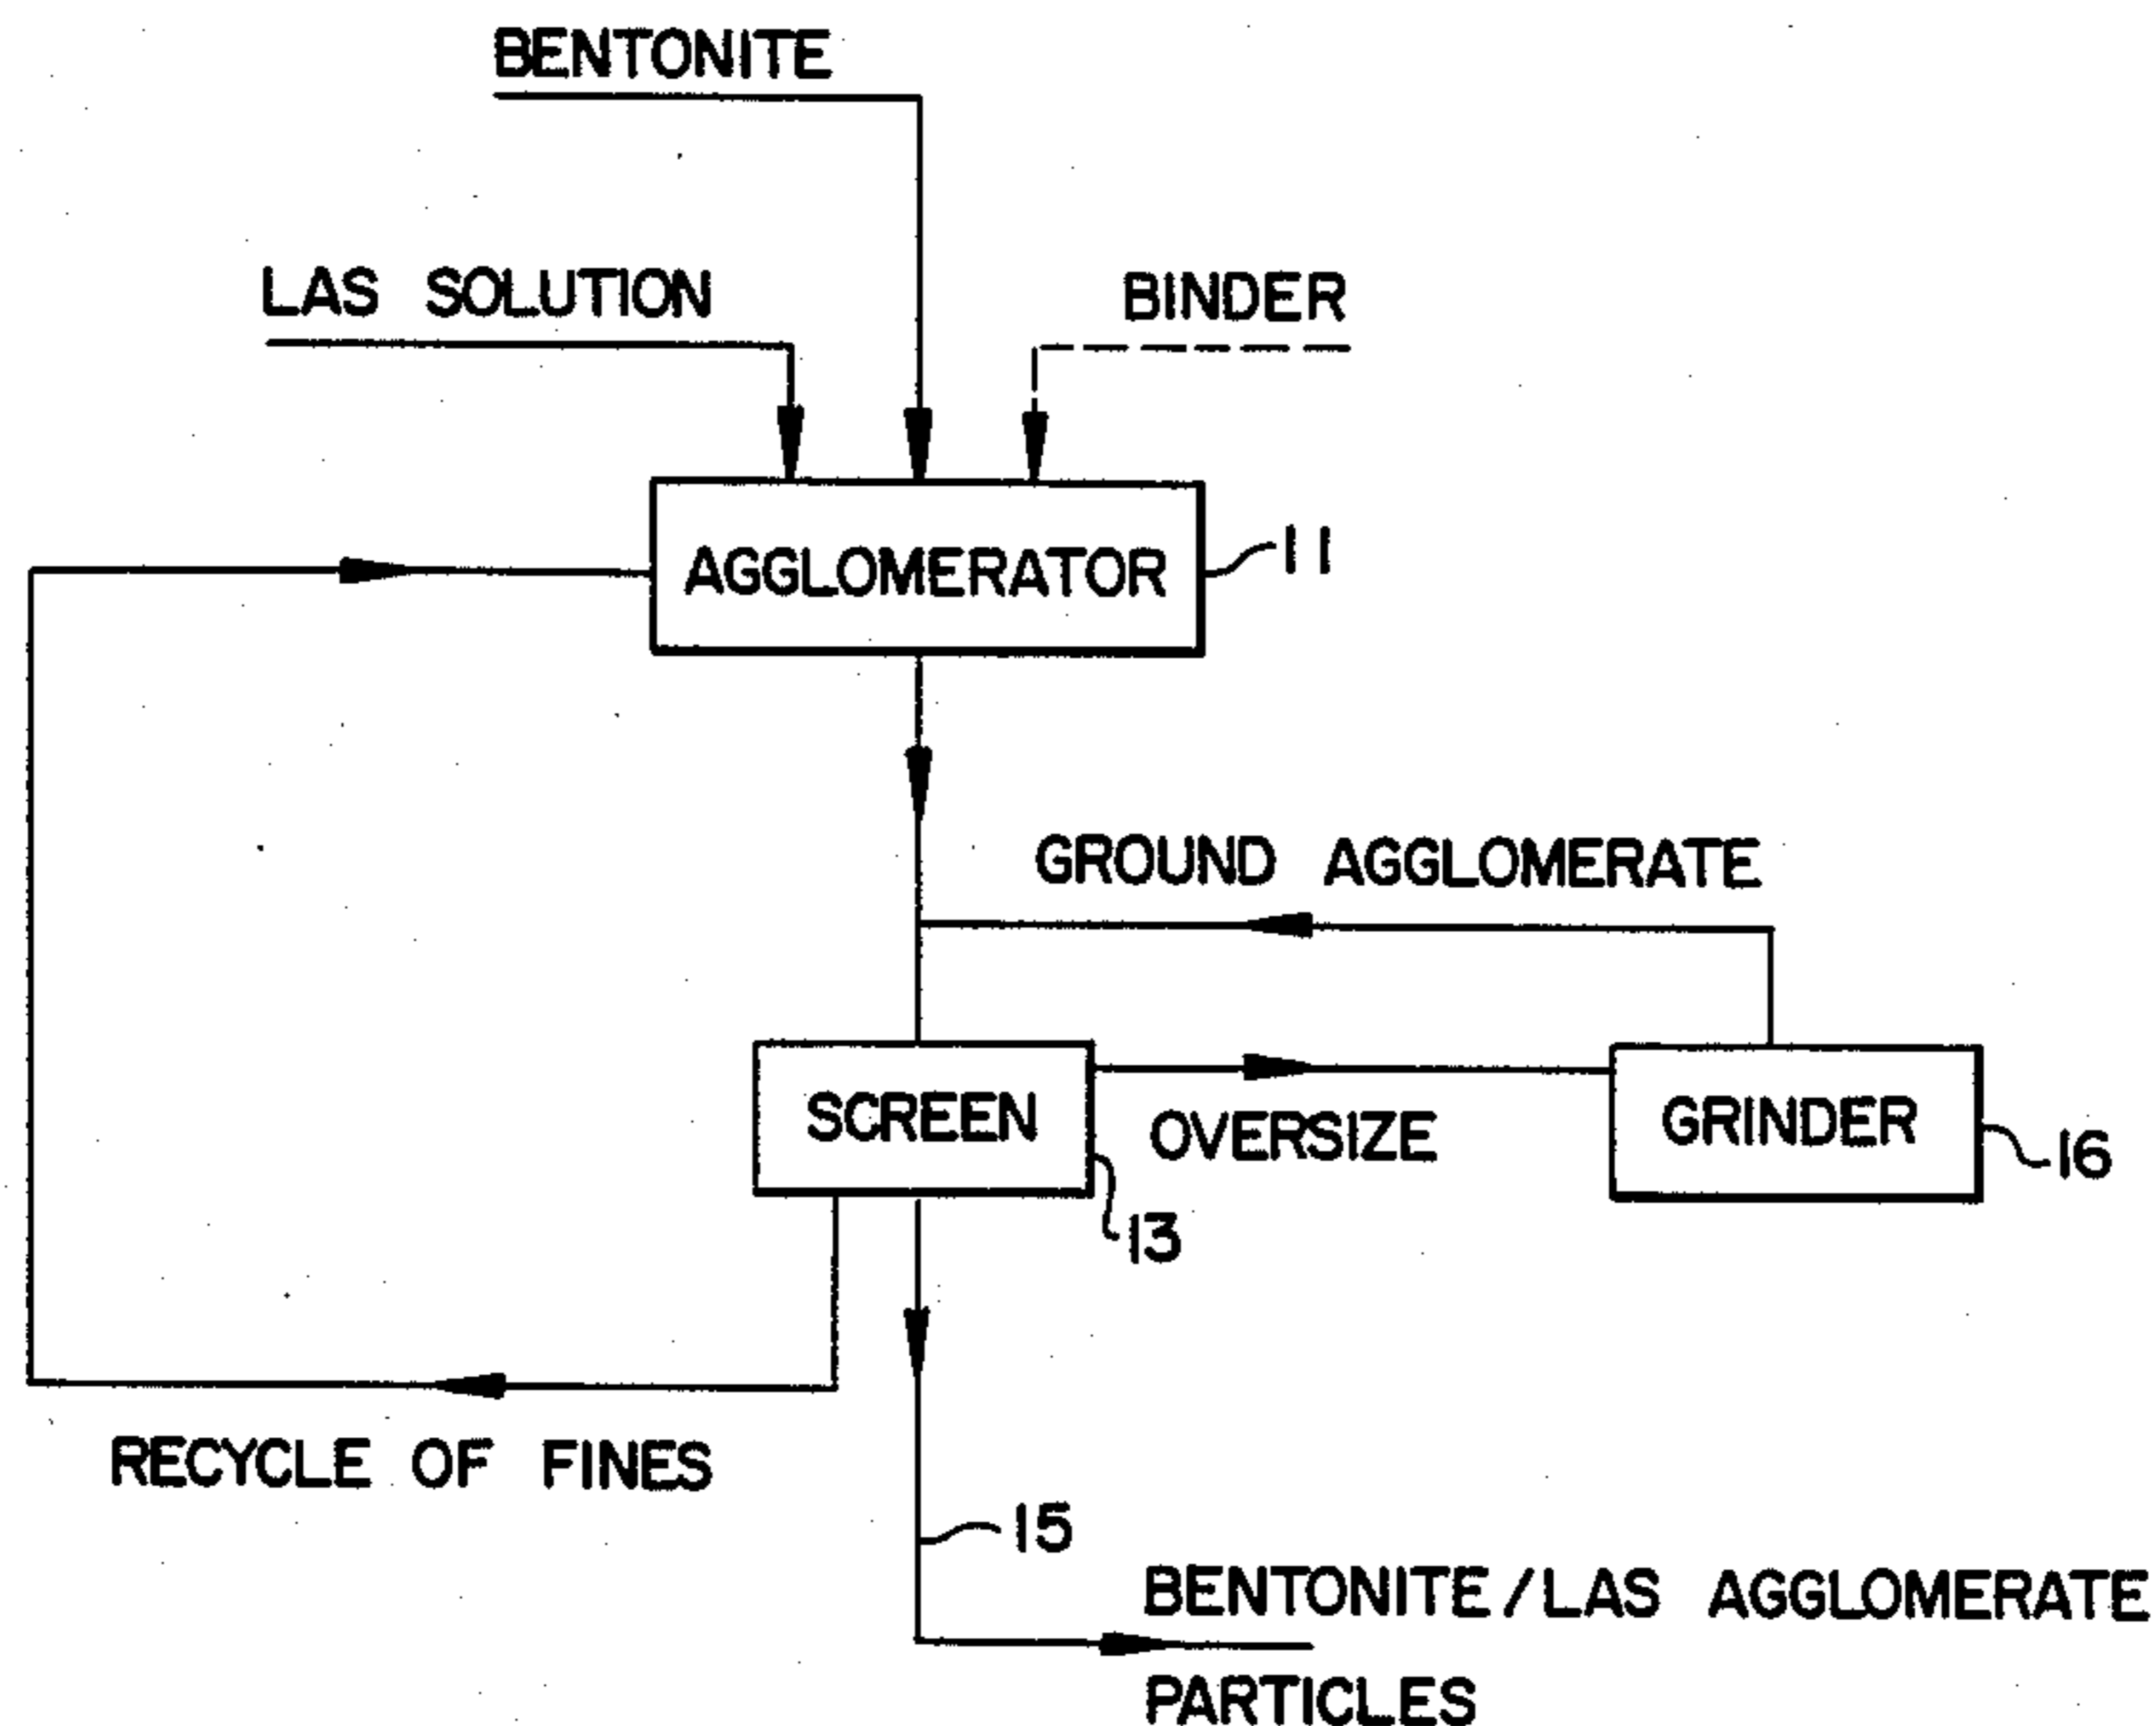 BENTONITE
LAS SOLUTION
BINDER
AGGLOMERATOR
11
GROUND AGGLOMERATE
SCREEN
OVERSIZE
GRINDER
16
13
RECYCLE OF FINES
15
BENTONITE/LAS AGGLOMERATE
PARTICLES